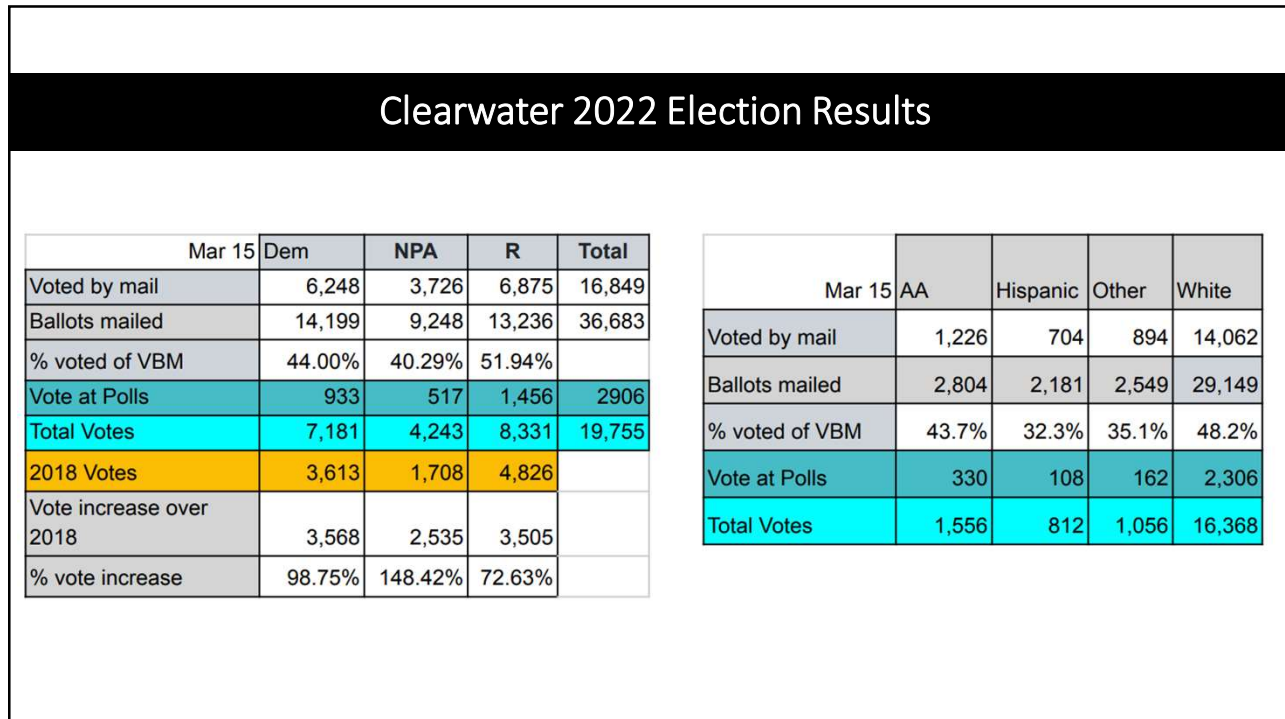 Clearwater 2022 Election Results
Mar 15 Dem NPA R Total
Voted by mail 6,248 3,726 6,875 16,849
Ballots mailed 14,199 9,248 13,236 36,683
% voted of VBM 44.00% 40.29% 51.94%
Vote at Polls 933 517 1,456 2906
Total Votes 7,181 4,243 8,331 19,755
2018 Votes 3,613 1,708 4,826
Vote increase over
2018 3,568 2,535 3,505
% vote increase 98.75% 148.42% 72.63%
Mar 15 AA Hispanic Other White
Voted by mail 1,226 704 894 14,062
Ballots mailed 2,804 2,181 2,549 29,149
% voted of VBM 43.7% 32.3% 35.1% 48.2%
Vote at Polls 330 108 162 2,306
Total Votes 1,556 812 1,056 16,368